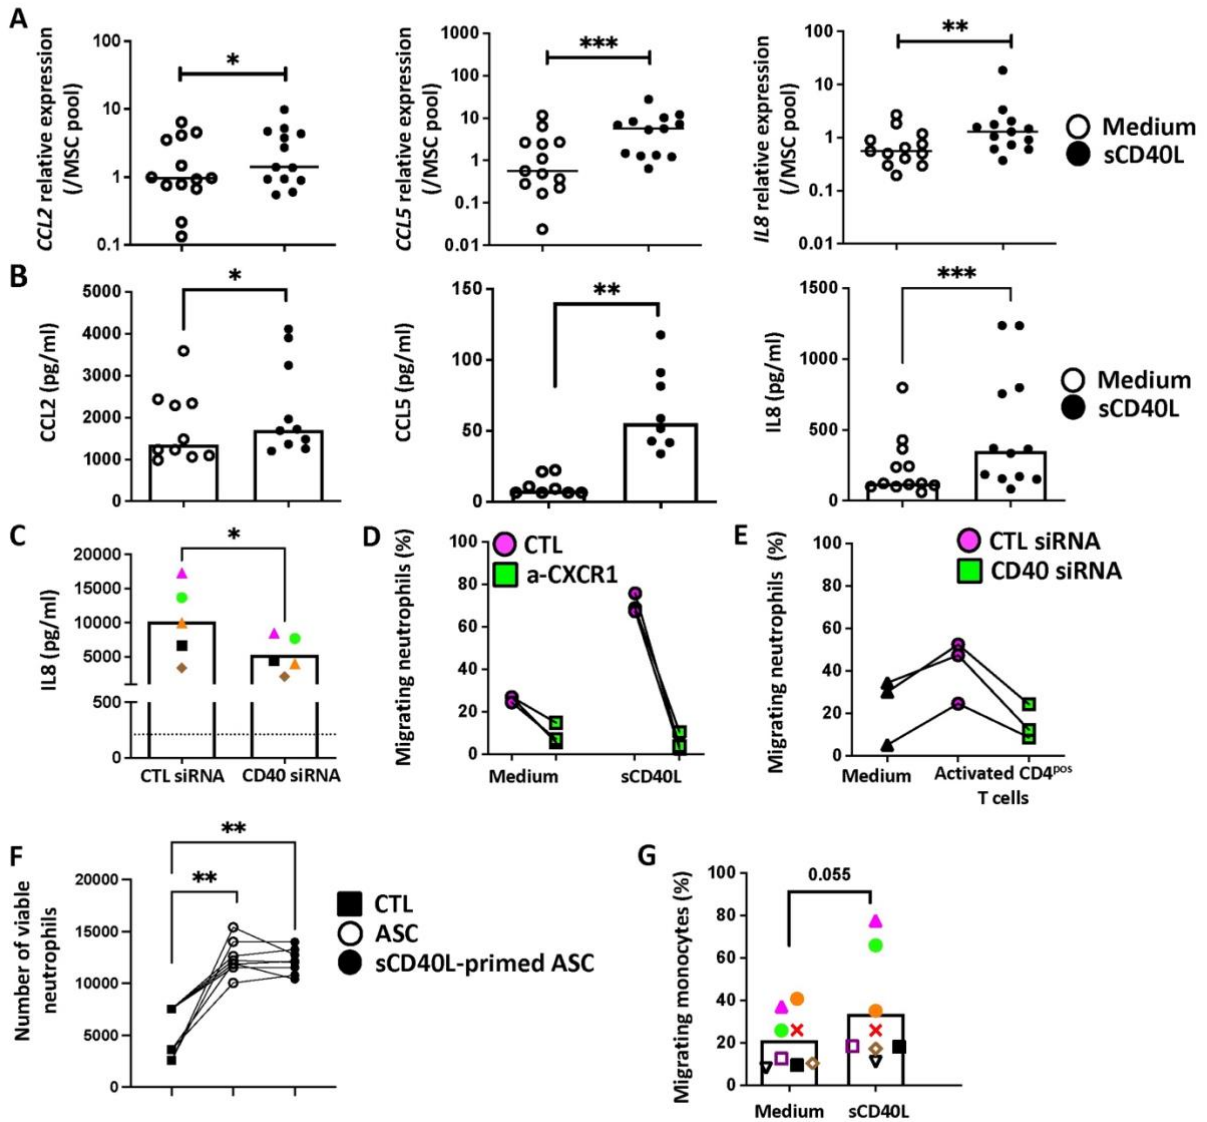 A
CCL2 relative expression
(/MSC pool)
100
10
1
0.1
*
CCL5 relative expression
(/MSC pool)
1000
100
10
1
0.1
0.01
***
IL8 relative expression
(/MSC pool)
100
10
1
0.1
0.01
**
Medium
sCD40L
B
CCL2 (pg/ml)
5000
4000
3000
2000
1000
0
*
CCL5 (pg/ml)
150
100
50
0
**
IL8 (pg/ml)
1500
1000
500
0
***
Medium
sCD40L
C
IL8 (pg/ml)
20000
15000
10000
5000
500
0
*
CTL siRNA
CD40 siRNA
D
Migrating neutrophils (%)
100
80
60
40
20
0
CTL
a-CXCR1
Medium
sCD40L
E
Migrating neutrophils (%)
100
80
60
40
20
0
CTL siRNA
CD40 siRNA
Medium
Activated CD4pos
T cells
F
Number of viable
neutrophils
20000
15000
10000
5000
0
**
**
CTL
ASC
sCD40L-primed ASC
G
Migrating monocytes (%)
100
80
60
40
20
0
0.055
Medium
sCD40L